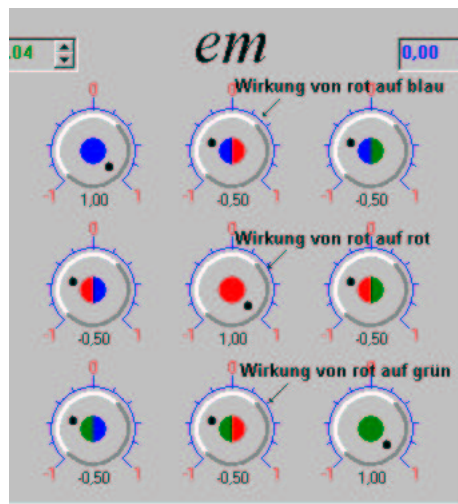 em
.04 0,00
Wirkung von rot auf blau
0 0 0
-1 1 -1 1 -1 1
1,00 -0,50 -0,50
Wirkung von rot auf rot
0 0 0
-1 1 -1 1 -1 1
-0,50 1,00 -0,50
Wirkung von rot auf grün
0 0 0
-1 1 -1 1 -1 1
-0,50 -0,50 1,00